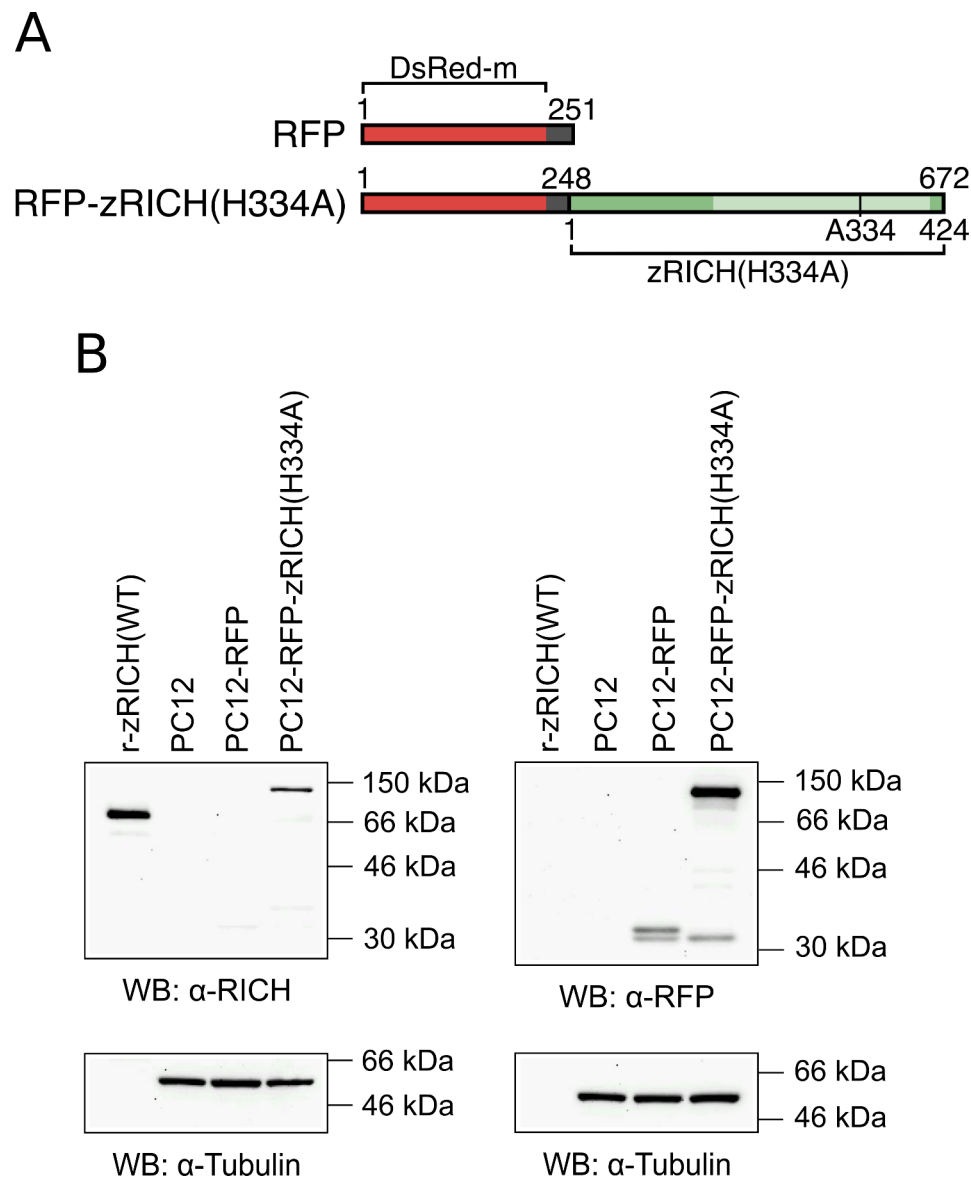 A
DsRed-m
1 251
RFP
1 248 672
RFP-zRICH(H334A)
1 A334 424
zRICH(H334A)
B
r-zRICH(WT)
PC12
PC12-RFP
PC12-RFP-zRICH(H334A)
150 kDa
66 kDa
46 kDa
30 kDa
WB: α-RICH
66 kDa
46 kDa
WB: α-Tubulin
r-zRICH(WT)
PC12
PC12-RFP
PC12-RFP-zRICH(H334A)
150 kDa
66 kDa
46 kDa
30 kDa
WB: α-RFP
66 kDa
46 kDa
WB: α-Tubulin